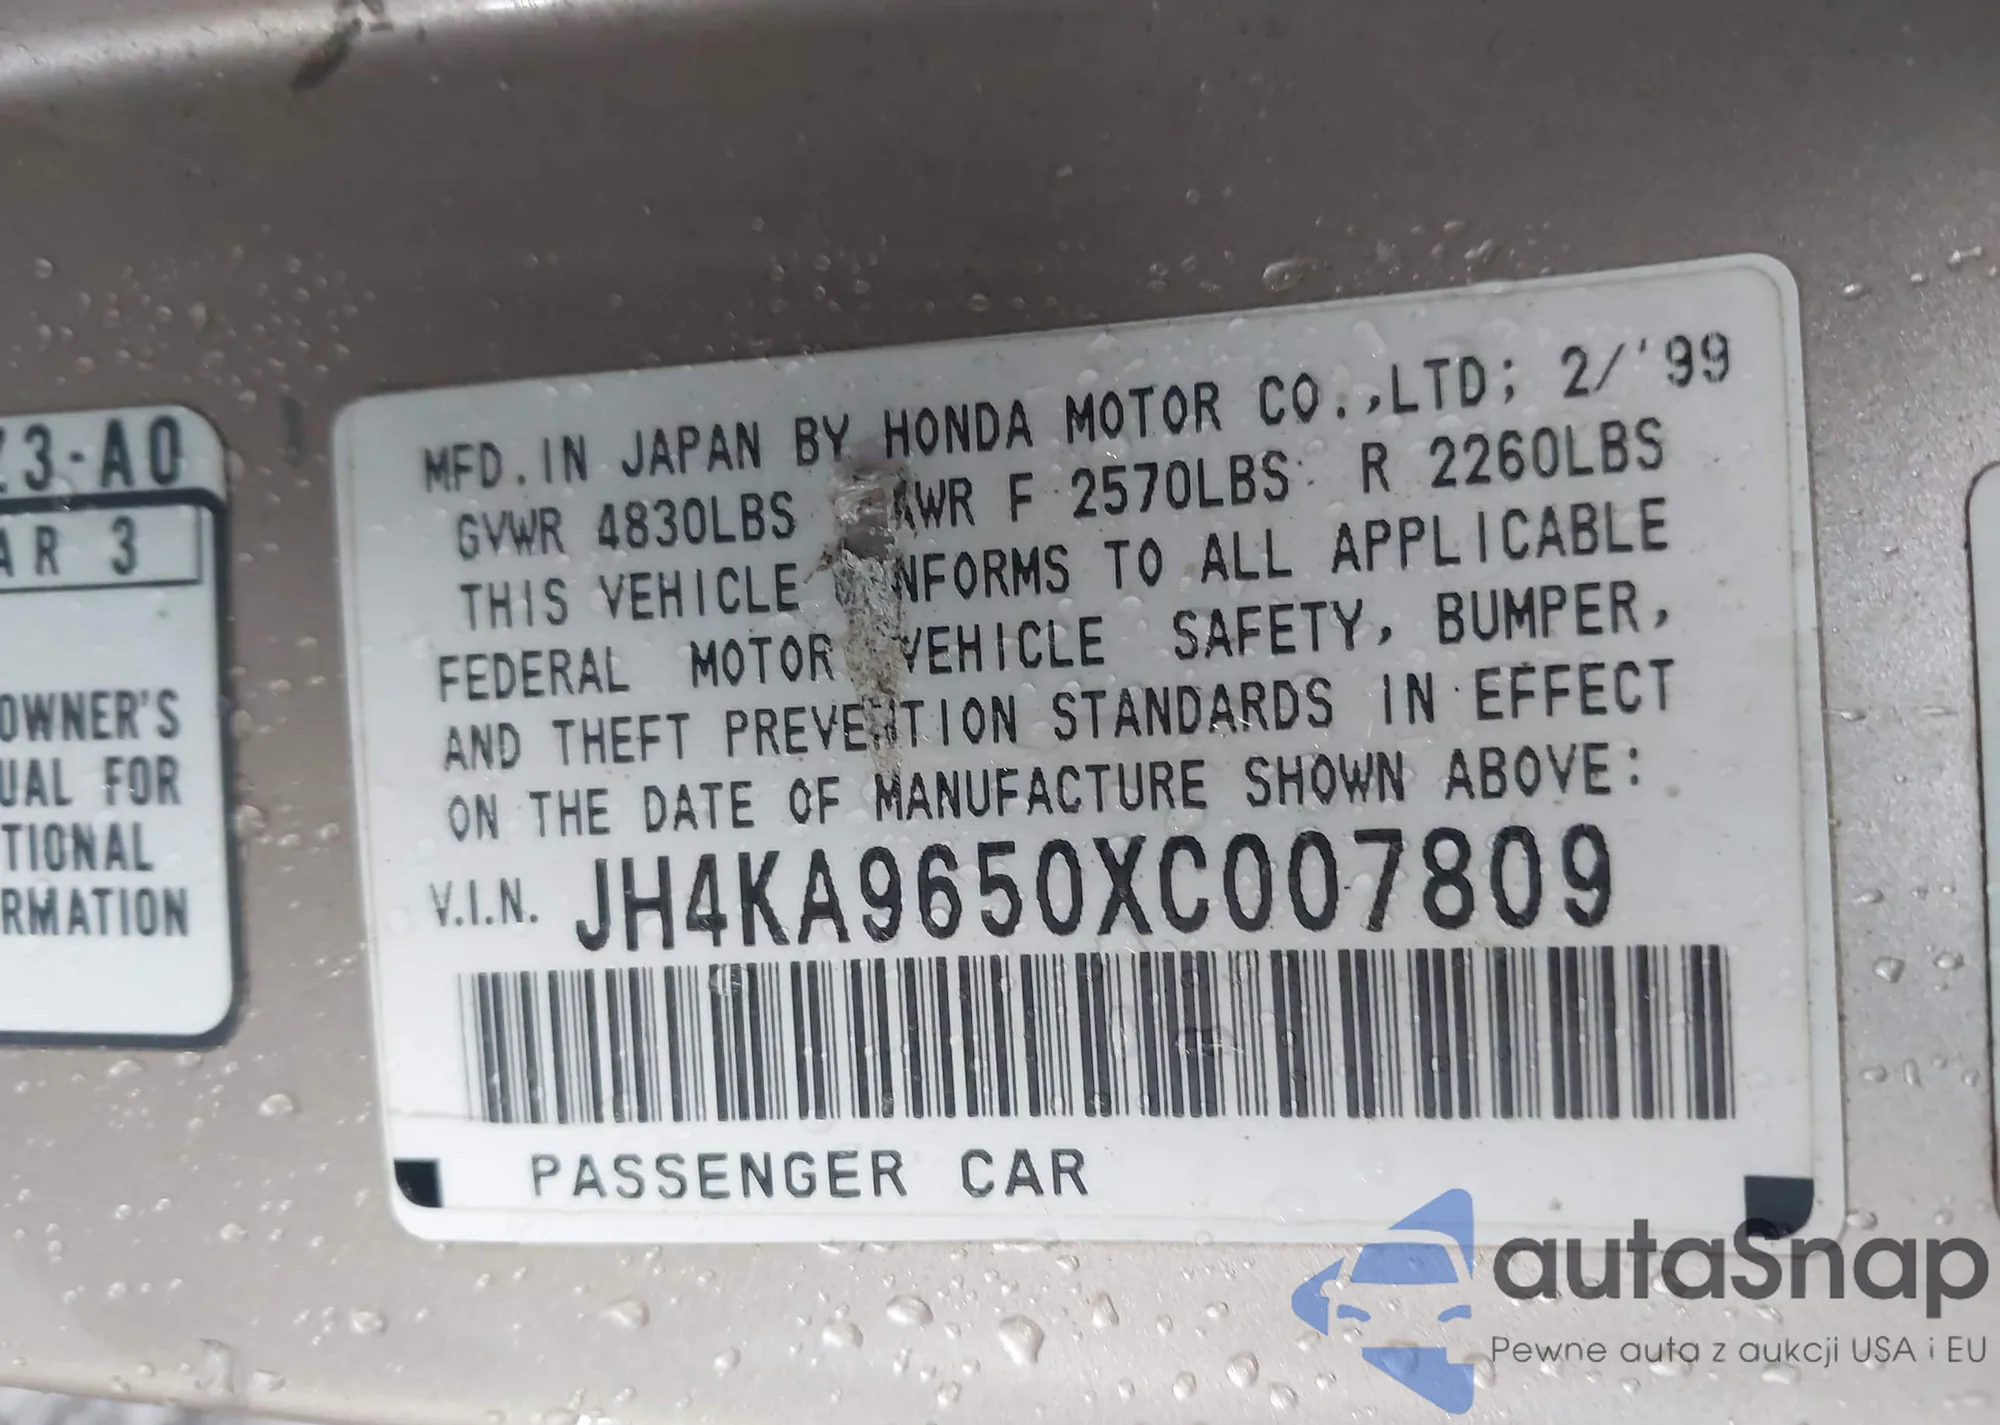 Z3-A0
AR 3
OWNER'S
UAL FOR
TIONAL
RMATION
MFD. IN JAPAN BY HONDA MOTOR CO.,LTD; 2/'99
GVWR 4830LBS AWR F 2570LBS R 2260LBS
THIS VEHICLE NFORMS TO ALL APPLICABLE
FEDERAL MOTOR VEHICLE SAFETY, BUMPER,
AND THEFT PREVENTION STANDARDS IN EFFECT
ON THE DATE OF MANUFACTURE SHOWN ABOVE:
V.I.N. JH4KA9650XC007809
PASSENGER CAR
autaSnap
Pewne auta z aukcji USA i EU